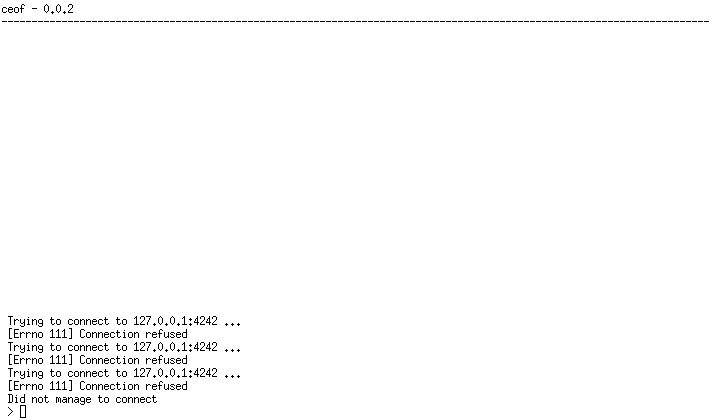 ceof - 0.0.2
Trying to connect to 127.0.0.1:4242 ...
[Errno 111] Connection refused
Trying to connect to 127.0.0.1:4242 ...
[Errno 111] Connection refused
Trying to connect to 127.0.0.1:4242 ...
[Errno 111] Connection refused
Did not manage to connect
>